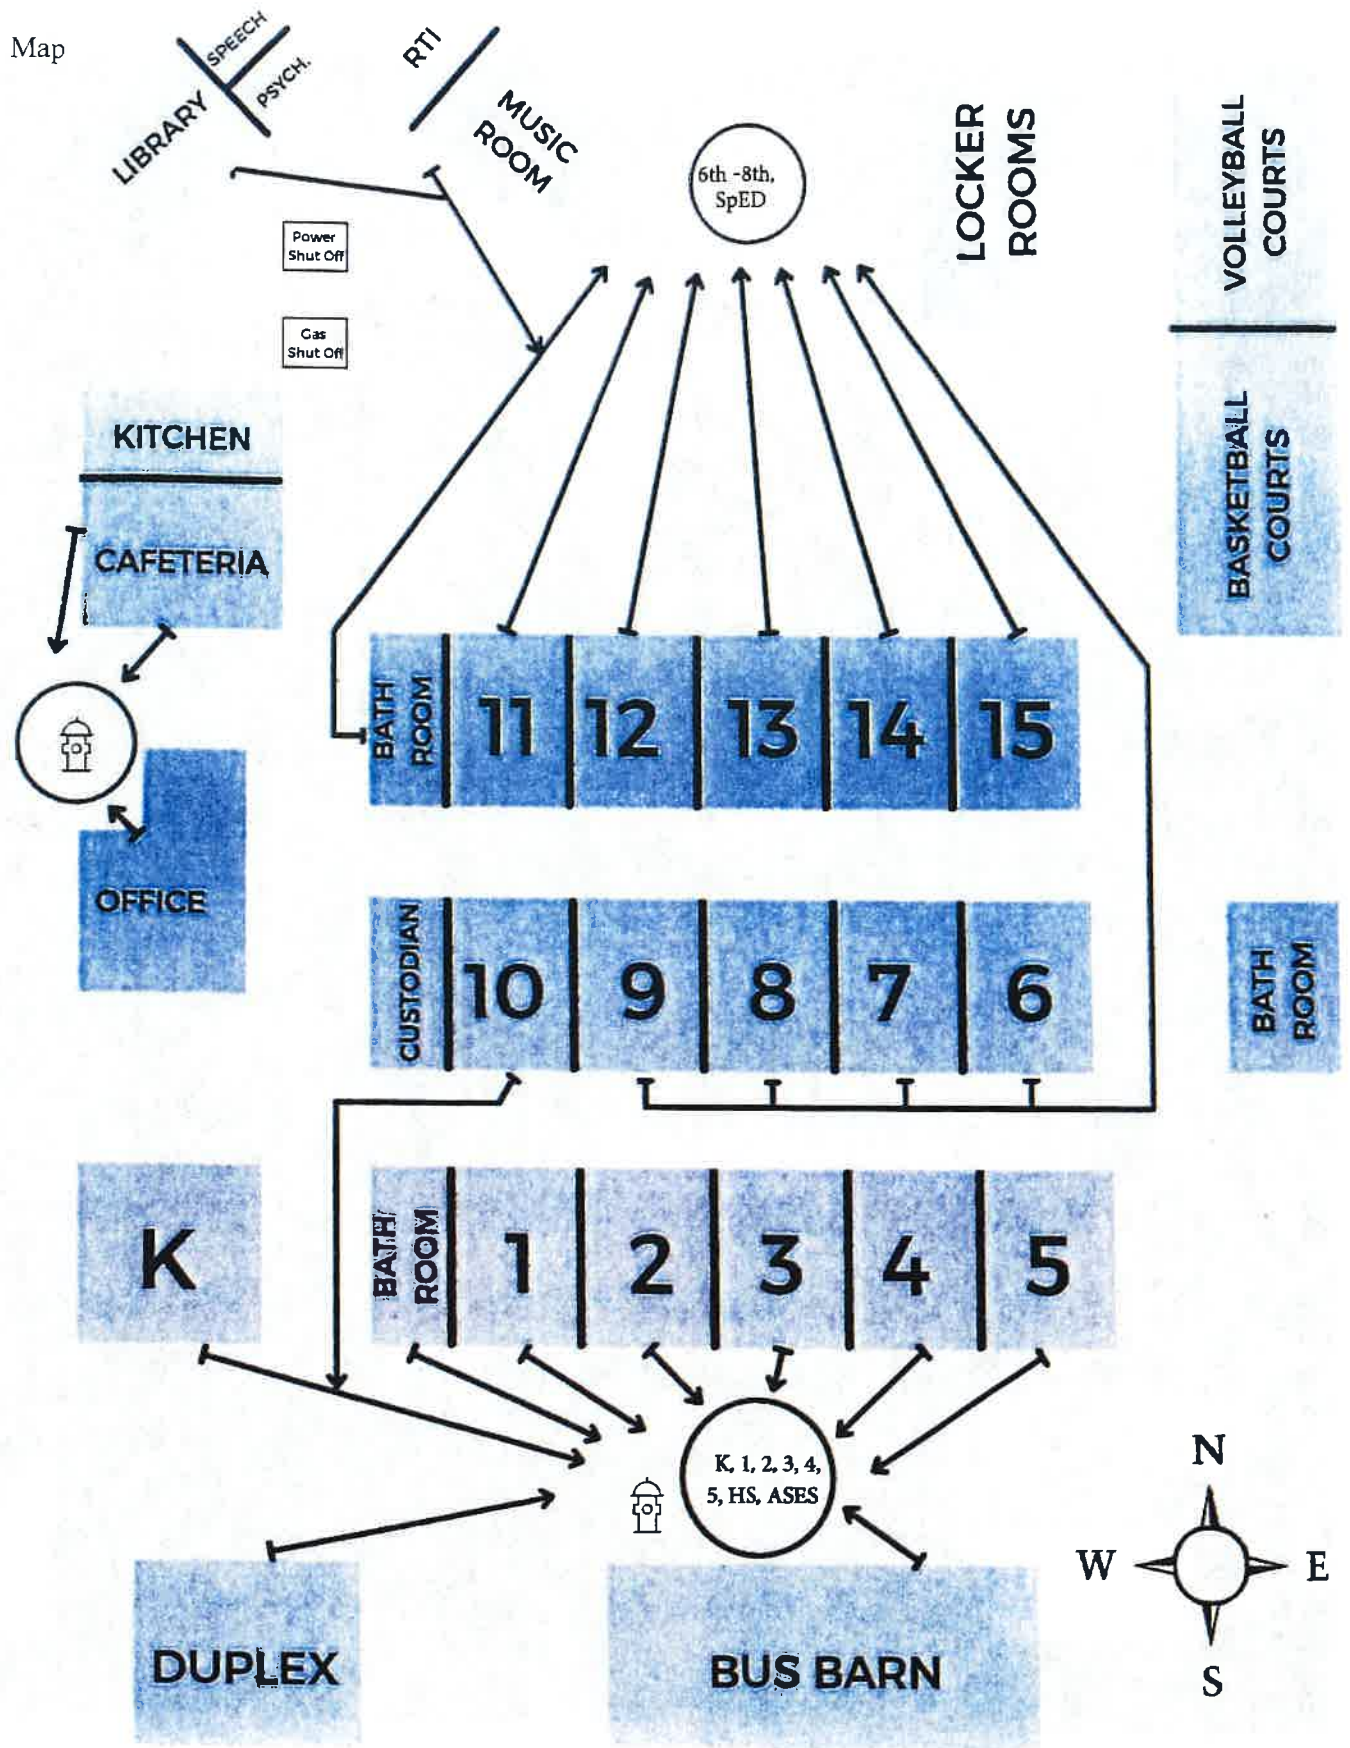 Map
SPEECH
PSYCH.
LIBRARY
RTI
MUSIC
ROOM
6th -8th,
SpED
LOCKER
ROOMS
VOLLEYBALL
COURTS
BASKETBALL
COURTS
Power
Shut Off
Gas
Shut Off
KITCHEN
CAFETERIA
BATH
ROOM
11
12
13
14
15
OFFICE
CUSTODIAN
10
9
8
7
6
BATH
ROOM
K
BATH
ROOM
1
2
3
4
5
K, 1, 2, 3, 4,
5, HS, ASES
DUPLEX
BUS BARN
N
W
E
S